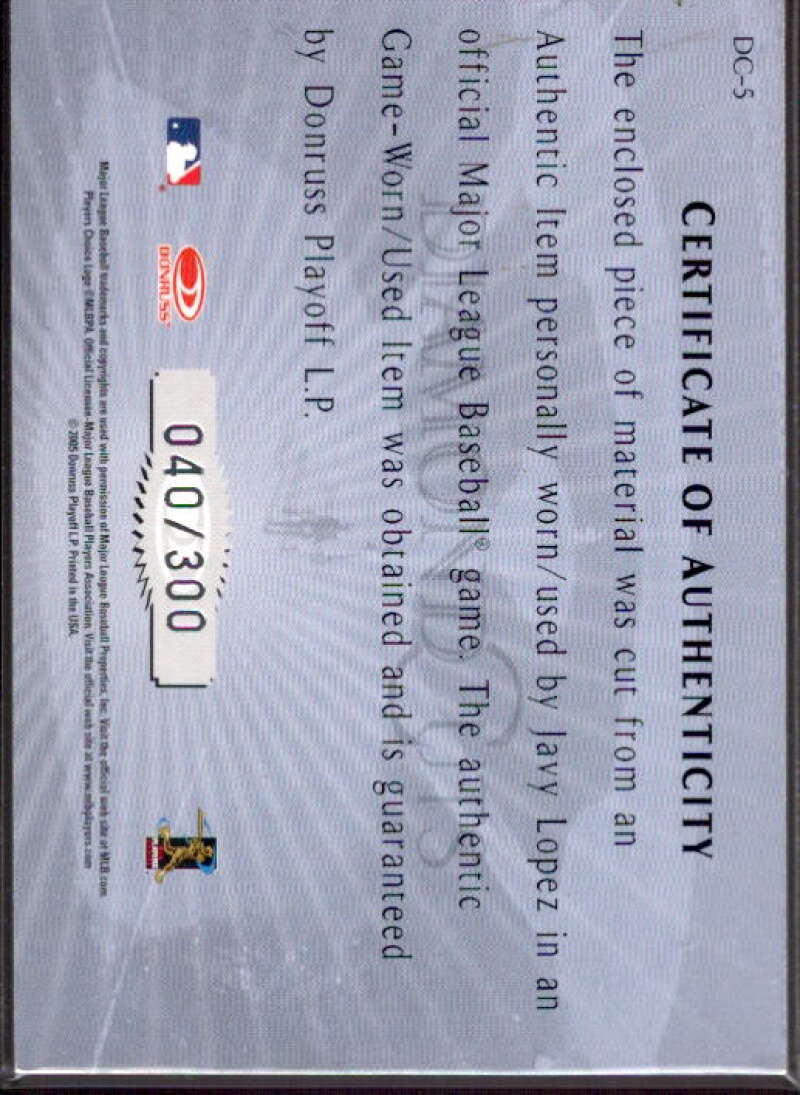 DC-5
CERTIFICATE OF AUTHENTICITY
The enclosed piece of material was cut from an
Authentic Item personally worn/used by Javy Lopez in an
official Major League Baseball® game. The authentic
Game-Worn/Used Item was obtained and is guaranteed
by Donruss Playoff L.P.
DIAMOND CUTS
DONRUSS
040/300
Major League Baseball trademarks and copyrights are used with permission of Major League Baseball Properties, Inc. Visit the official web site at MLB.com
Players Choice Logo © MLBPA, Official Licensee-Major League Baseball Players Association. Visit the official web site at www.mlbplayers.com
© 2005 Donruss Playoff L.P. Printed in the USA.